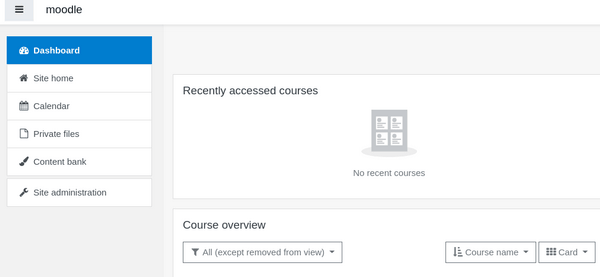 moodle
Dashboard
Site home
Calendar
Private files
Content bank
Site administration
Recently accessed courses
No recent courses
Course overview
All (except removed from view) Course name Card